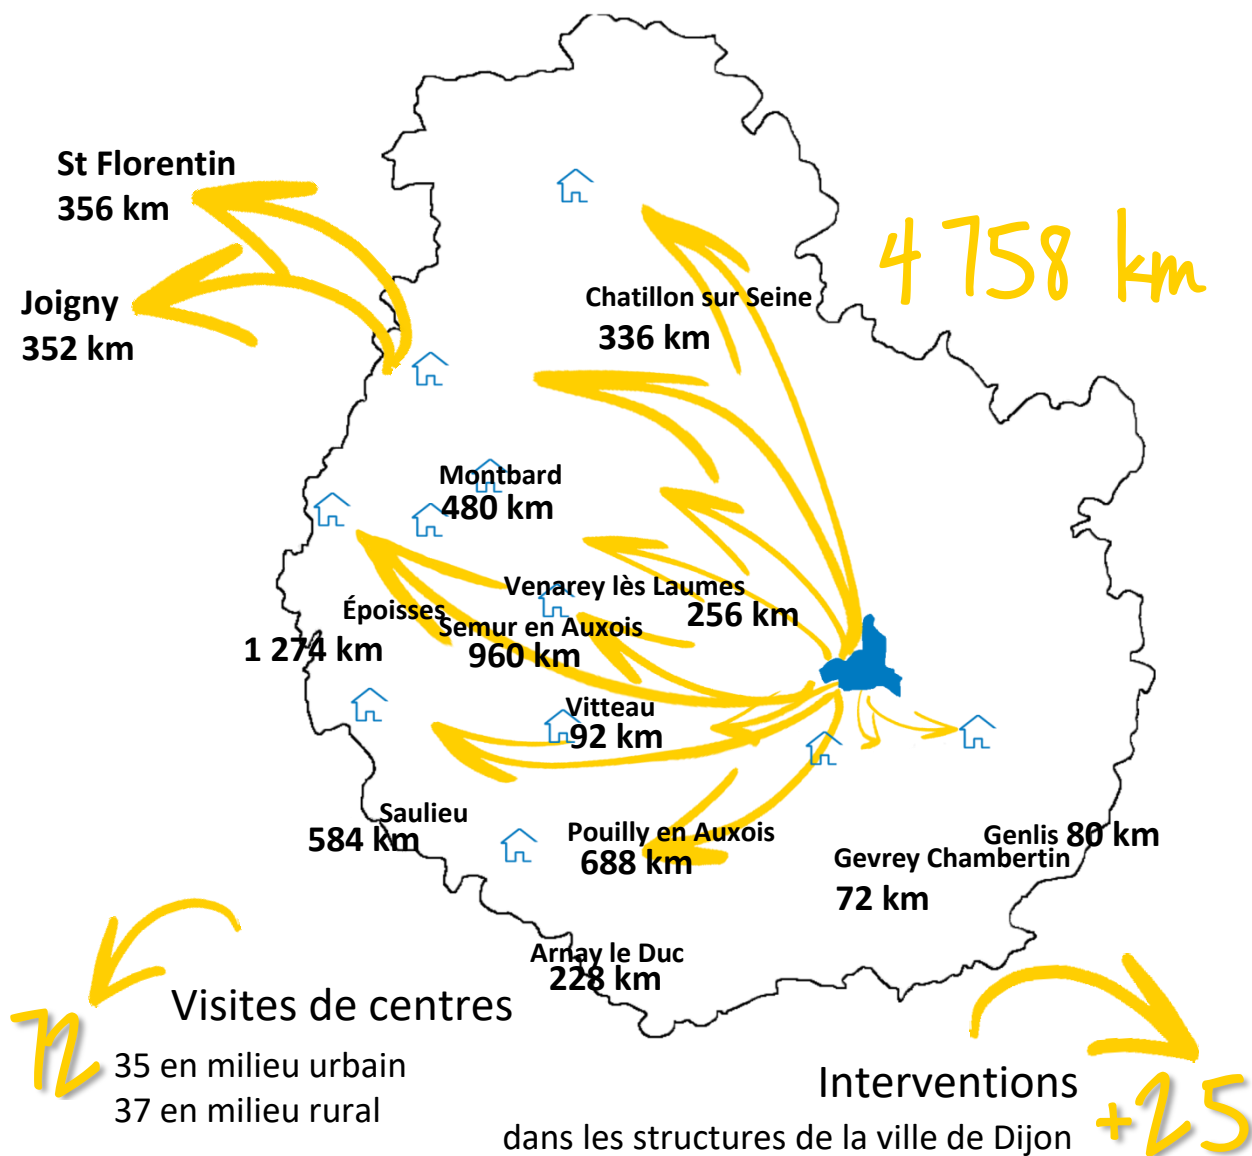 St Florentin
356 km
4 758 km
Joigny
352 km
Chatillon sur Seine
336 km
Montbard
480 km
Venarey lès Laumes
256 km
Époisses
1 274 km
Semur en Auxois
960 km
Vitteau
92 km
Saulieu
584 km
Pouilly en Auxois
688 km
Genlis 80 km
Gevrey Chambertin
72 km
Arnay le Duc
228 km
72
Visites de centres
35 en milieu urbain
37 en milieu rural
Interventions
+25
dans les structures de la ville de Dijon